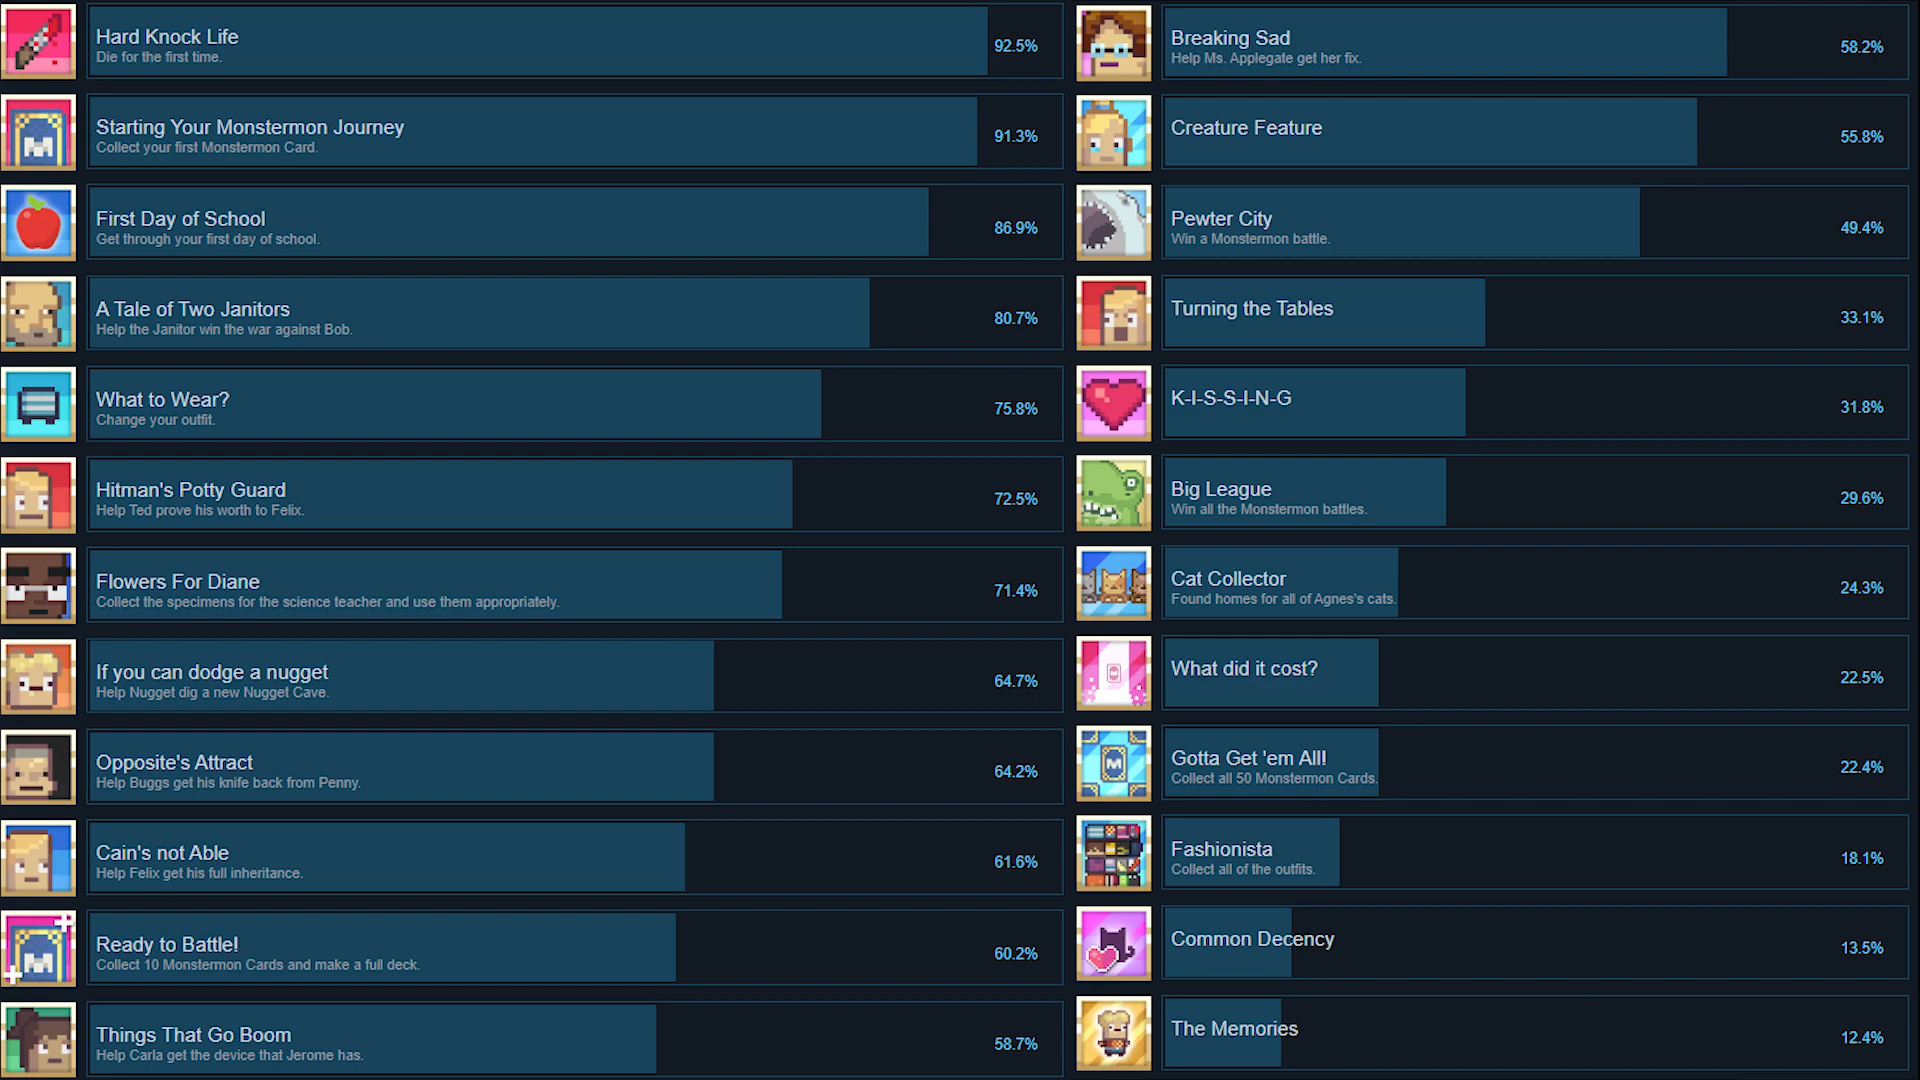 Hard Knock Life
Die for the first time.
92.5%
Starting Your Monstermon Journey
Collect your first Monstermon Card.
91.3%
First Day of School
Get through your first day of school.
86.9%
A Tale of Two Janitors
Help the Janitor win the war against Bob.
80.7%
What to Wear?
Change your outfit.
75.8%
Hitman's Potty Guard
Help Ted prove his worth to Felix.
72.5%
Flowers For Diane
Collect the specimens for the science teacher and use them appropriately.
71.4%
If you can dodge a nugget
Help Nugget dig a new Nugget Cave.
64.7%
Opposite's Attract
Help Buggs get his knife back from Penny.
64.2%
Cain's not Able
Help Felix get his full inheritance.
61.6%
Ready to Battle!
Collect 10 Monstermon Cards and make a full deck.
60.2%
Things That Go Boom
Help Carla get the device that Jerome has.
58.7%
Breaking Sad
Help Ms. Applegate get her fix.
58.2%
Creature Feature
55.8%
Pewter City
Win a Monstermon battle.
49.4%
Turning the Tables
33.1%
K-I-S-S-I-N-G
31.8%
Big League
Win all the Monstermon battles.
29.6%
Cat Collector
Found homes for all of Agnes's cats.
24.3%
What did it cost?
22.5%
Gotta Get 'em All!
Collect all 50 Monstermon Cards.
22.4%
Fashionista
Collect all of the outfits.
18.1%
Common Decency
13.5%
The Memories
12.4%